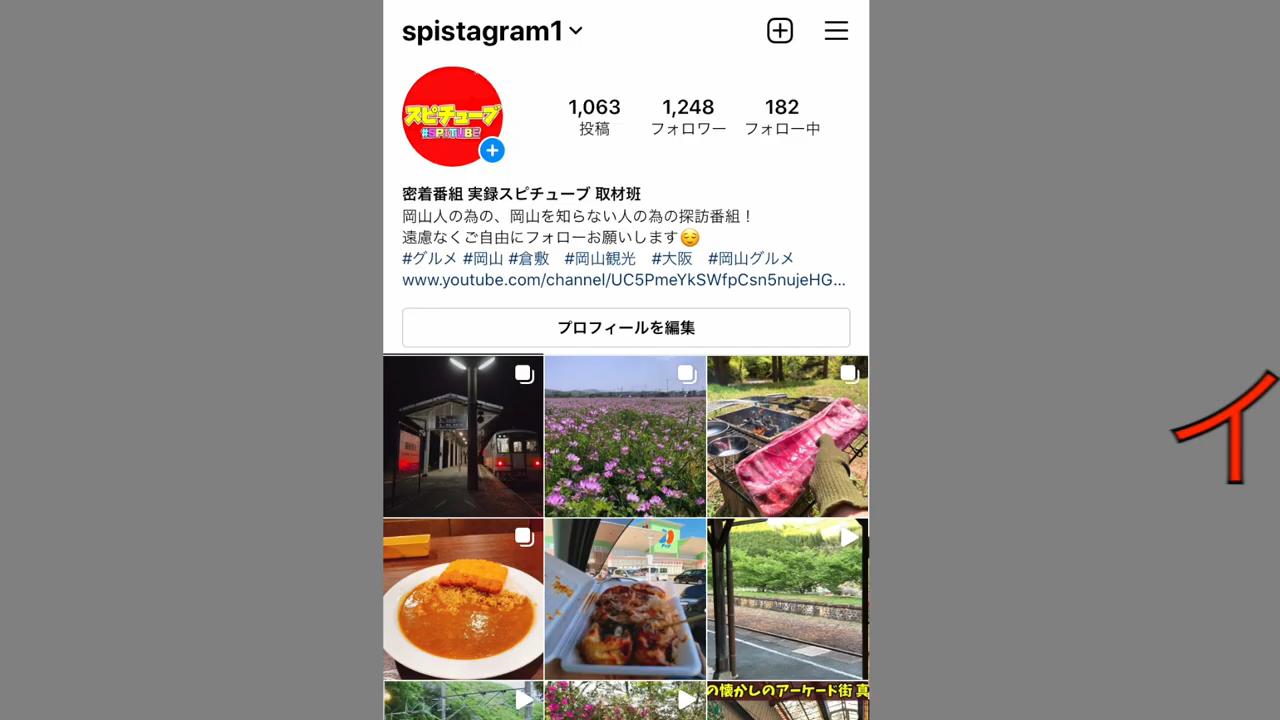 spistagram1
スピチューブ
#SPITUBE
1,063
投稿
1,248
フォロワー
182
フォロー中
密着番組 実録スピチューブ 取材班
岡山人の為の、岡山を知らない人の為の探訪番組！
遠慮なくご自由にフォローお願いします😌
#グルメ #岡山 #倉敷 #岡山観光 #大阪 #岡山グルメ
www.youtube.com/channel/UC5PmeYkSWfpCsn5nujeHG...
プロフィールを編集
イ
の懐かしのアーケード街 真